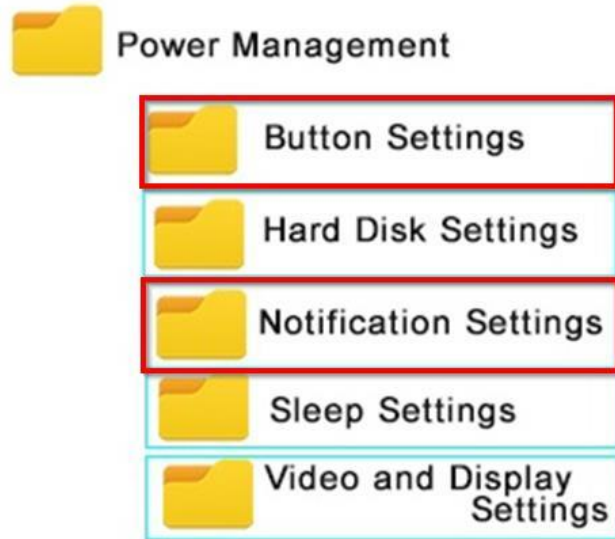 Power Management
Button Settings
Hard Disk Settings
Notification Settings
Sleep Settings
Video and Display
Settings